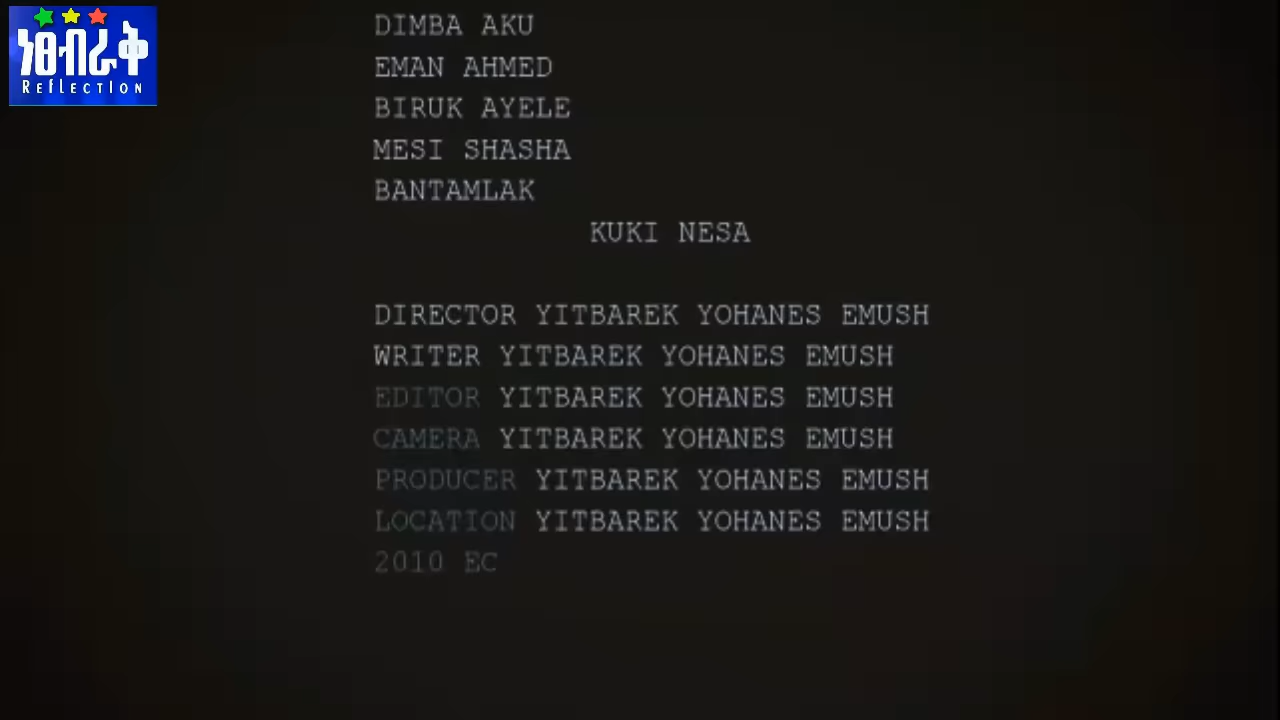 ነፀብራቅ
Reflection
DIMBA AKU
EMAN AHMED
BIRUK AYELE
MESI SHASHA
BANTAMLAK
KUKI NESA
DIRECTOR YITBAREK YOHANES EMUSH
WRITER YITBAREK YOHANES EMUSH
EDITOR YITBAREK YOHANES EMUSH
CAMERA YITBAREK YOHANES EMUSH
PRODUCER YITBAREK YOHANES EMUSH
LOCATION YITBAREK YOHANES EMUSH
2010 EC